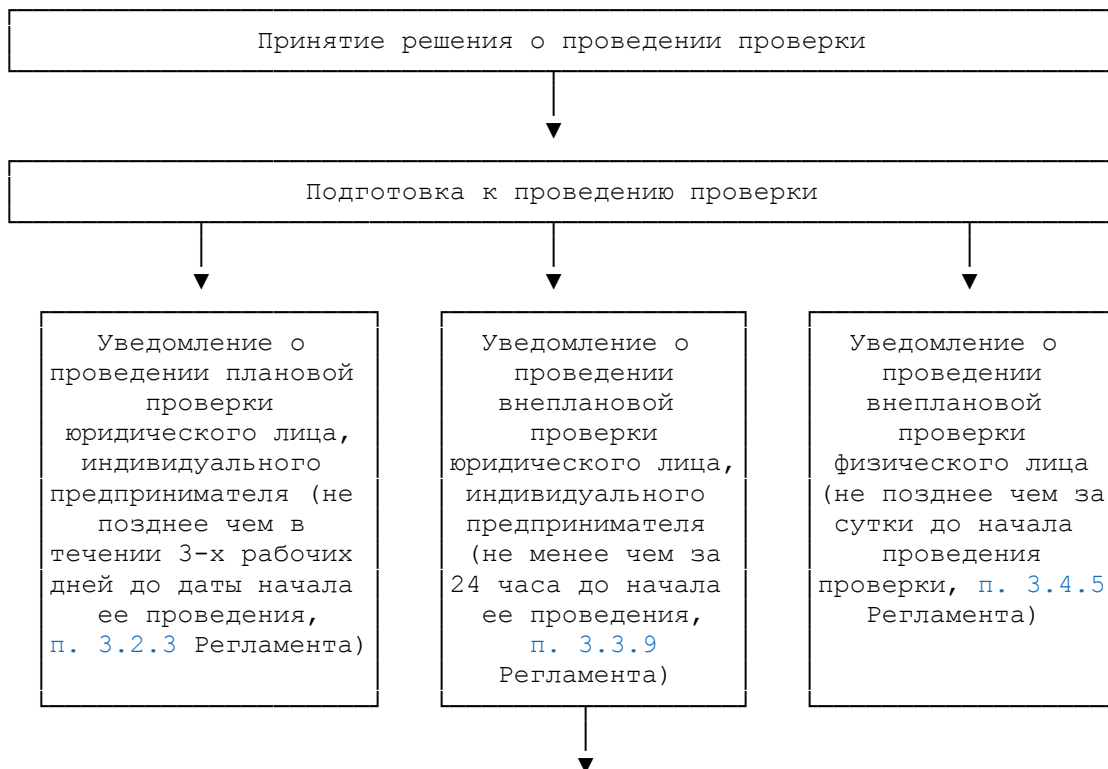 Принятие решения о проведении проверки
Подготовка к проведению проверки
Уведомление о
проведении плановой
проверки
юридического лица,
индивидуального
предпринимателя (не
позднее чем в
течении 3-х рабочих
дней до даты начала
ее проведения,
п. 3.2.3 Регламента)
Уведомление о
проведении
внеплановой
проверки
юридического лица,
индивидуального
предпринимателя
(не менее чем за
24 часа до начала
ее проведения,
п. 3.3.9
Регламента)
Уведомление о
проведении
внеплановой
проверки
физического лица
(не позднее чем за
сутки до начала
проведения
проверки, п. 3.4.5
Регламента)